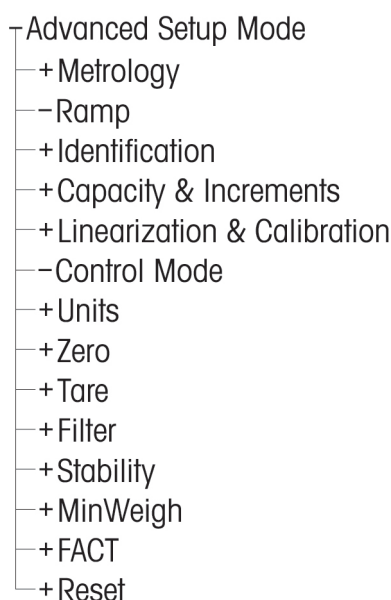 −Advanced Setup Mode
+Metrology
−Ramp
+Identification
+Capacity & Increments
+Linearization & Calibration
−Control Mode
+Units
+Zero
+Tare
+Filter
+Stability
+MinWeigh
+FACT
+Reset